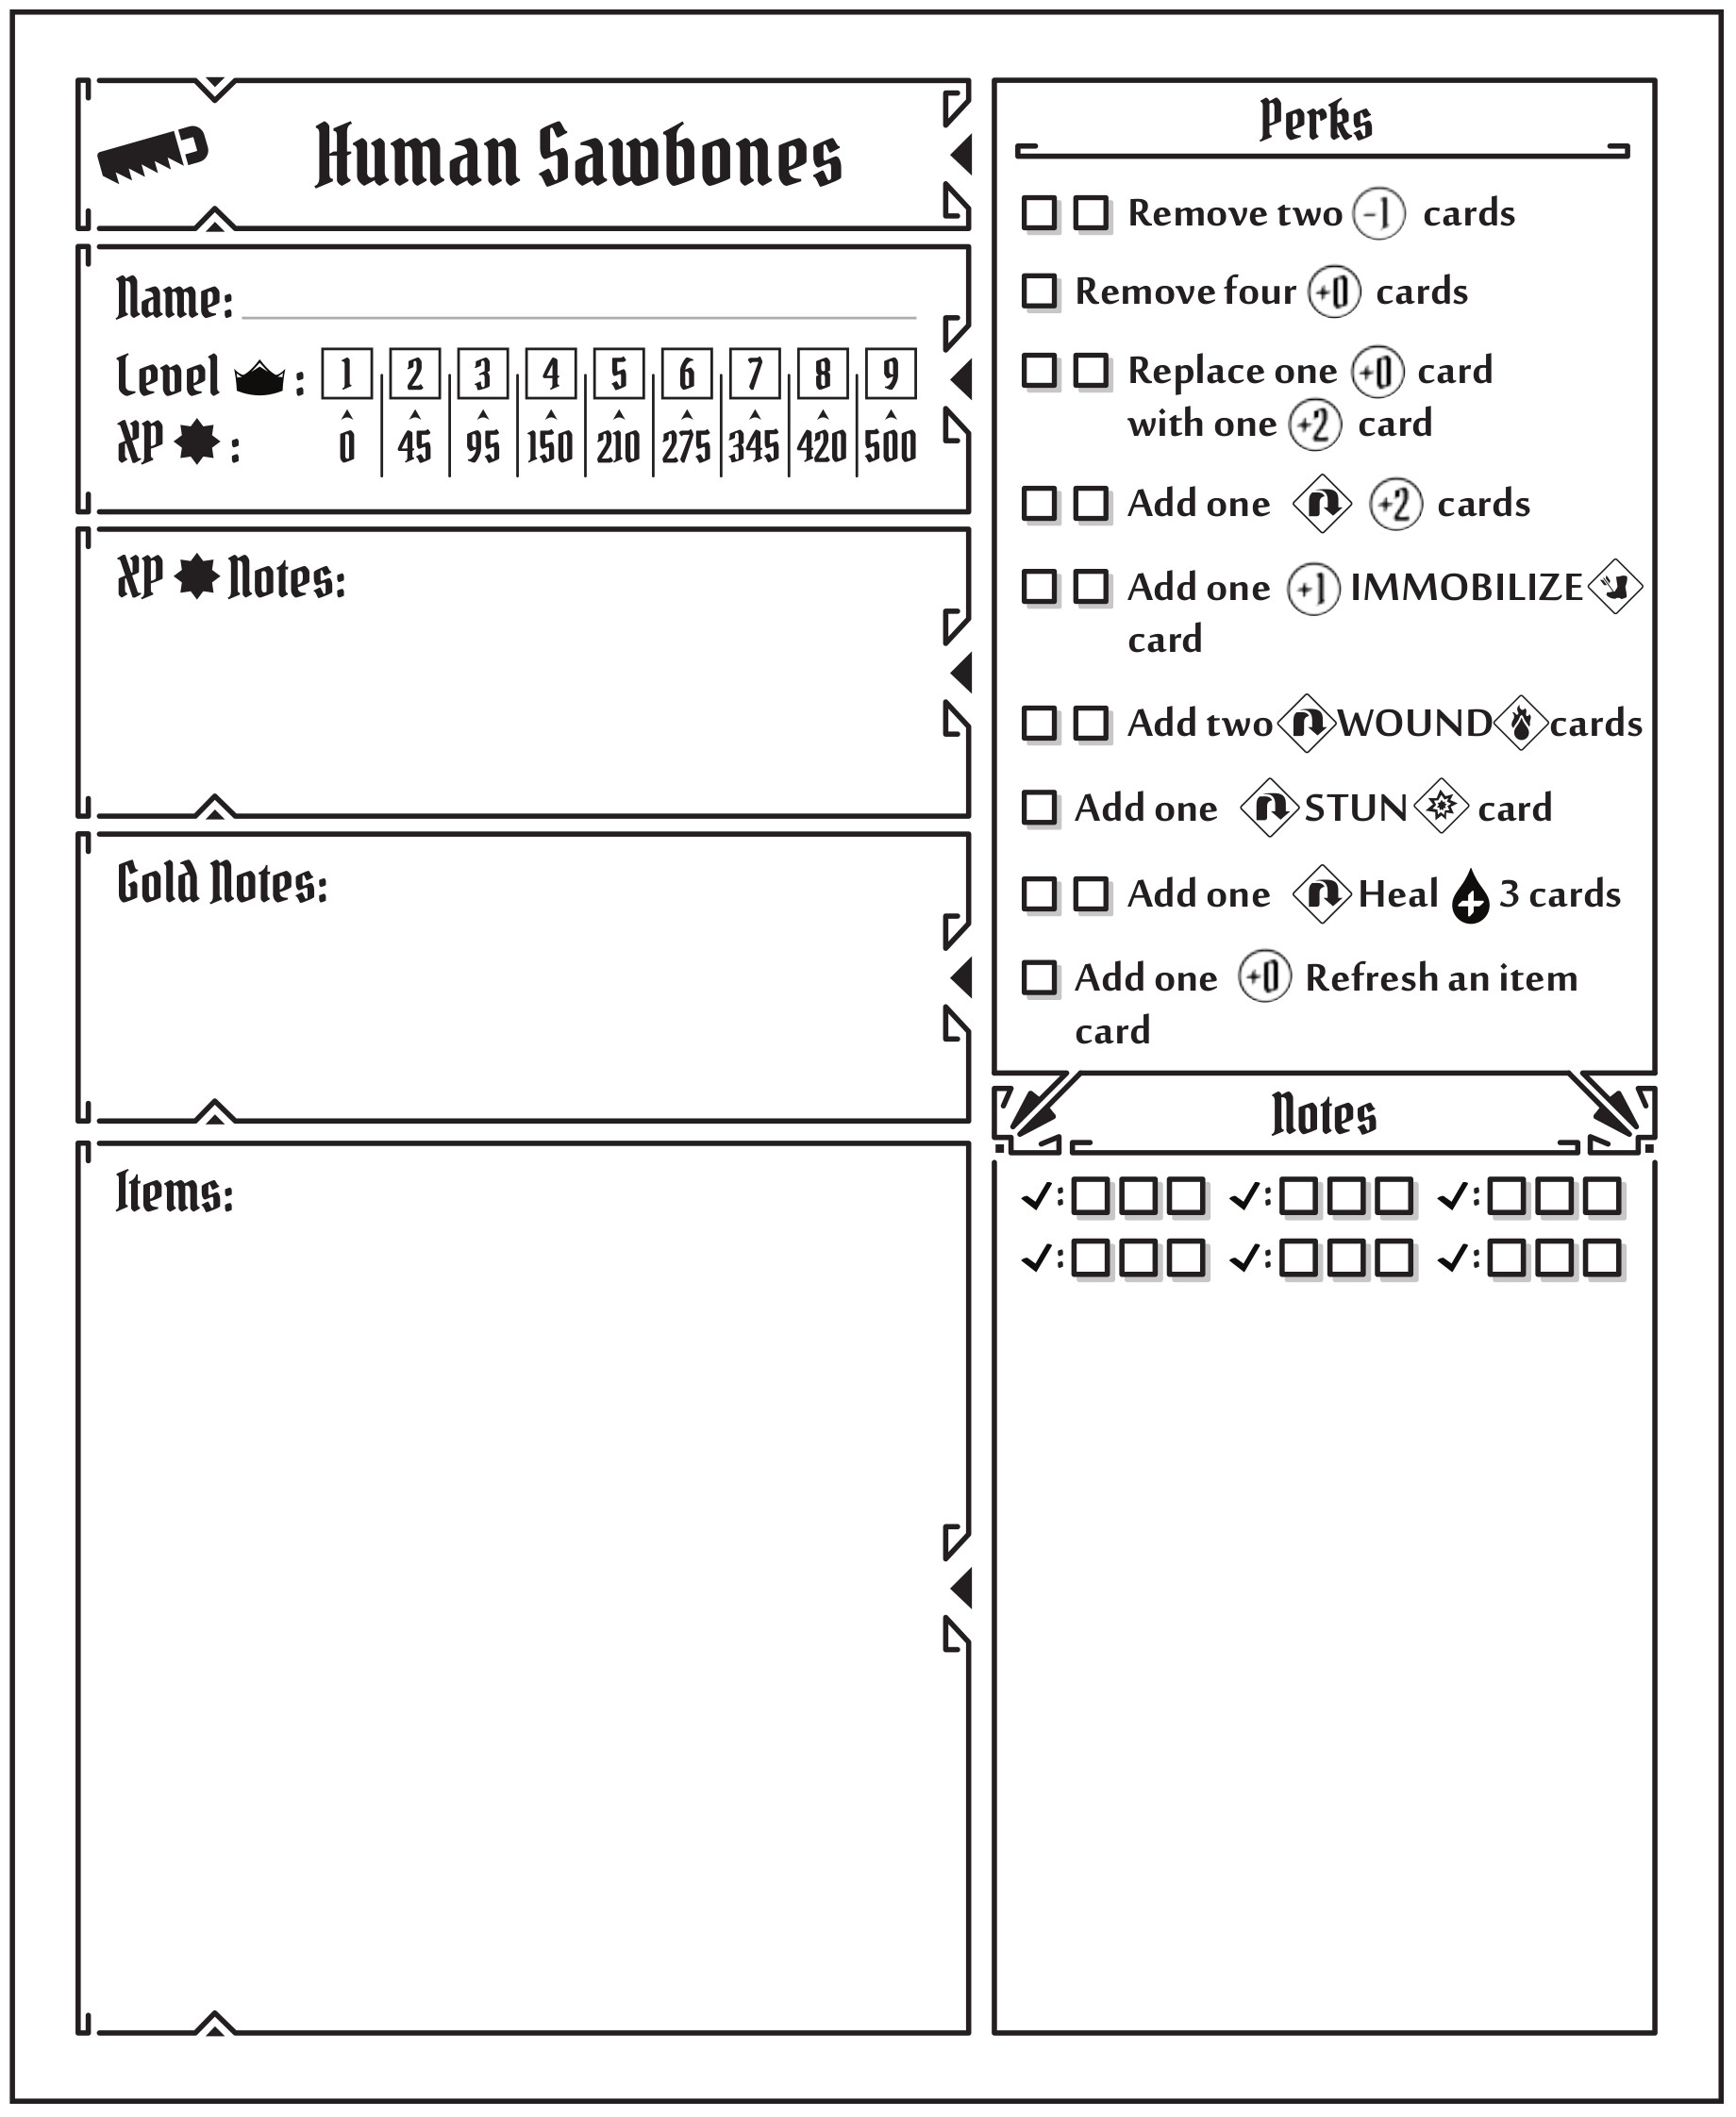 Human Sawbones
Name:
Level :
1 2 3 4 5 6 7 8 9
XP :
0 45 95 150 210 275 345 420 500
XP Notes:
Gold Notes:
Items:
Perks
Remove two -1 cards
Remove four +0 cards
Replace one +0 card
with one +2 card
Add one +2 cards
Add one +1 IMMOBILIZE
card
Add two WOUND cards
Add one STUN card
Add one Heal 3 cards
Add one +0 Refresh an item
card
Notes
✓: ✓: ✓:
✓: ✓: ✓: